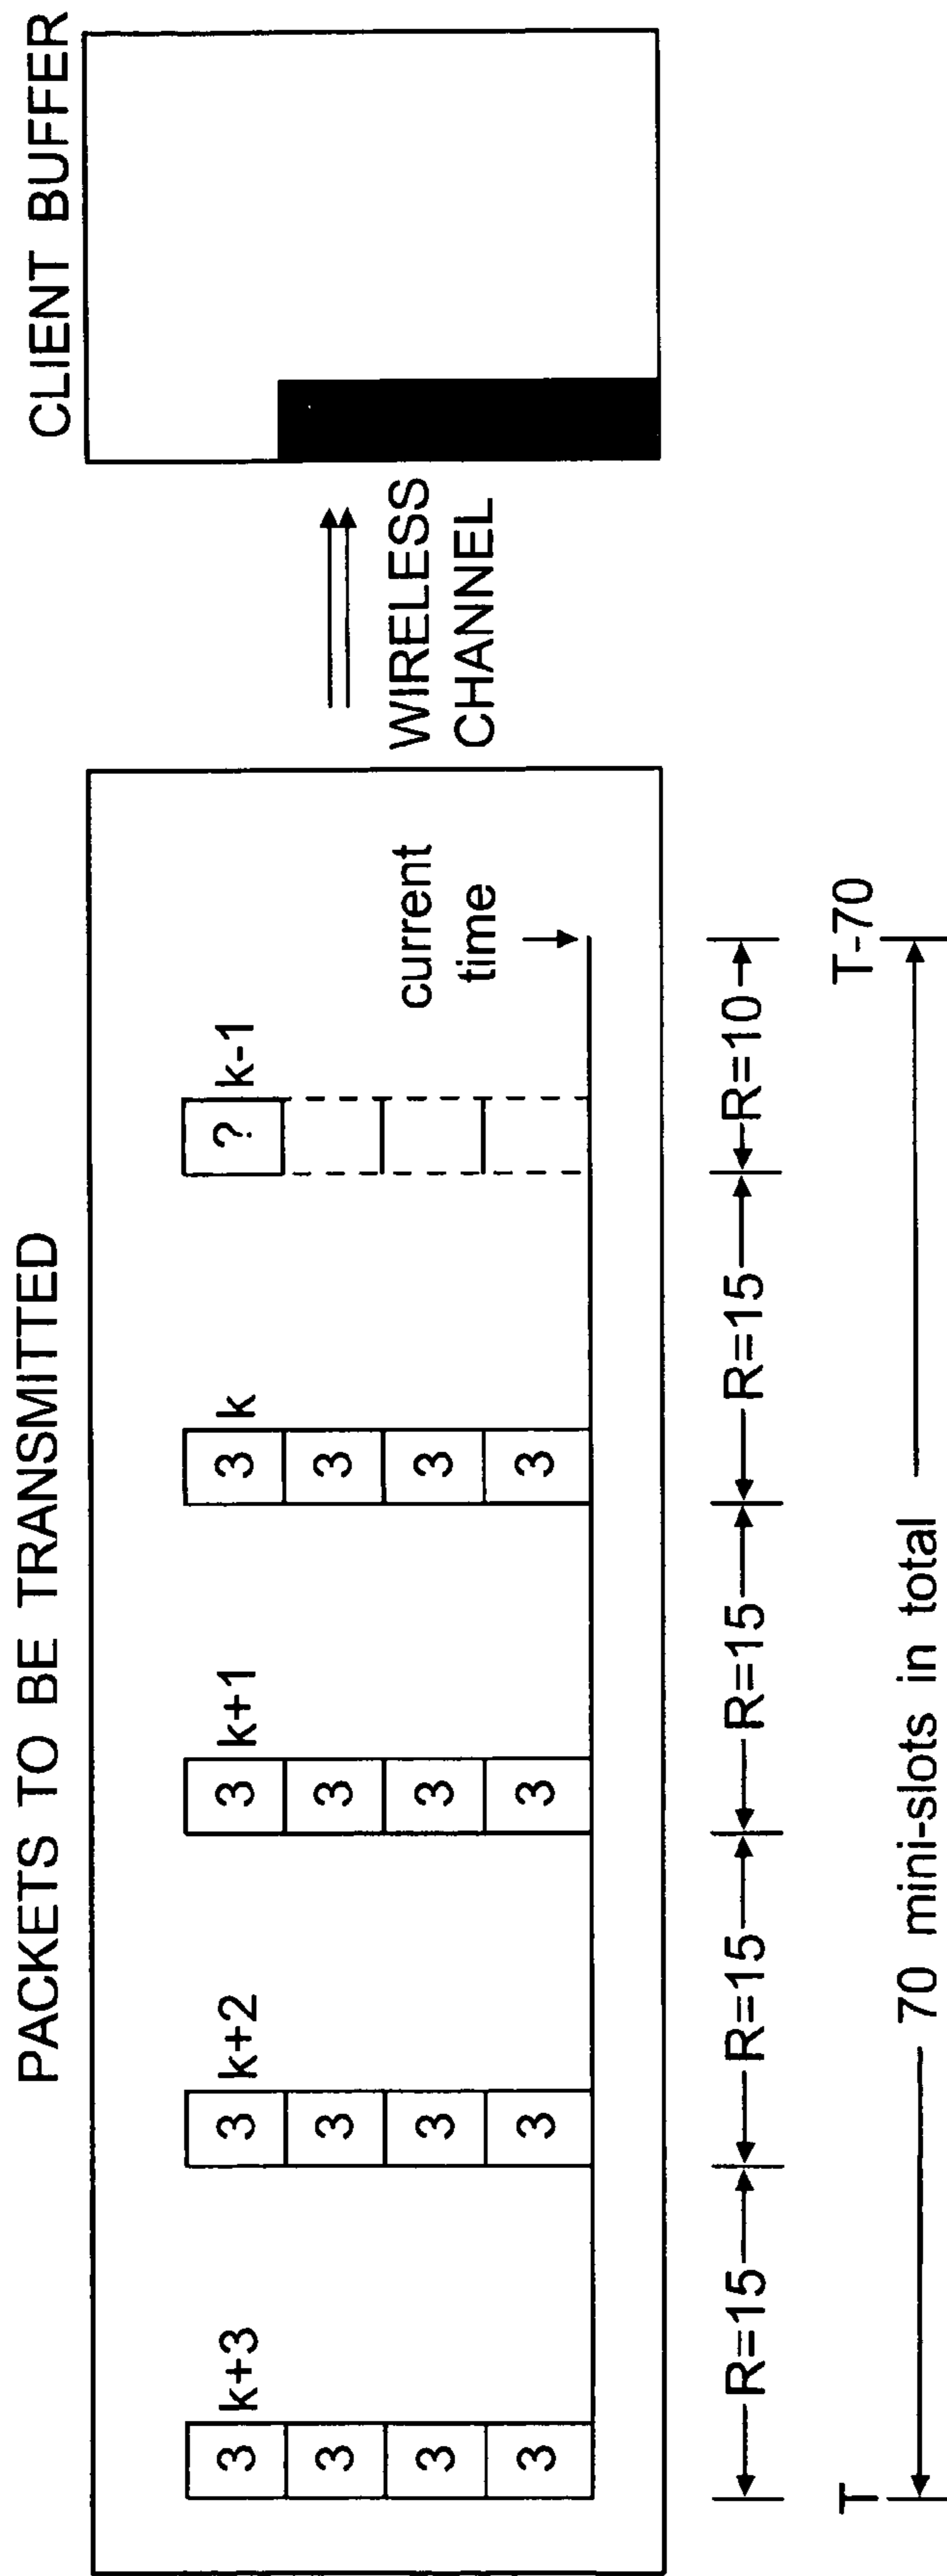 PACKETS TO BE TRANSMITTED
CLIENT BUFFER
k+3
k+2
k+1
k
k-1
3 3 3 3 ?
3 3 3 3
3 3 3 3
3 3 3 3
current
time
WIRELESS
CHANNEL
R=15 R=15 R=15 R=15 R=10
T
T-70
70 mini-slots in total